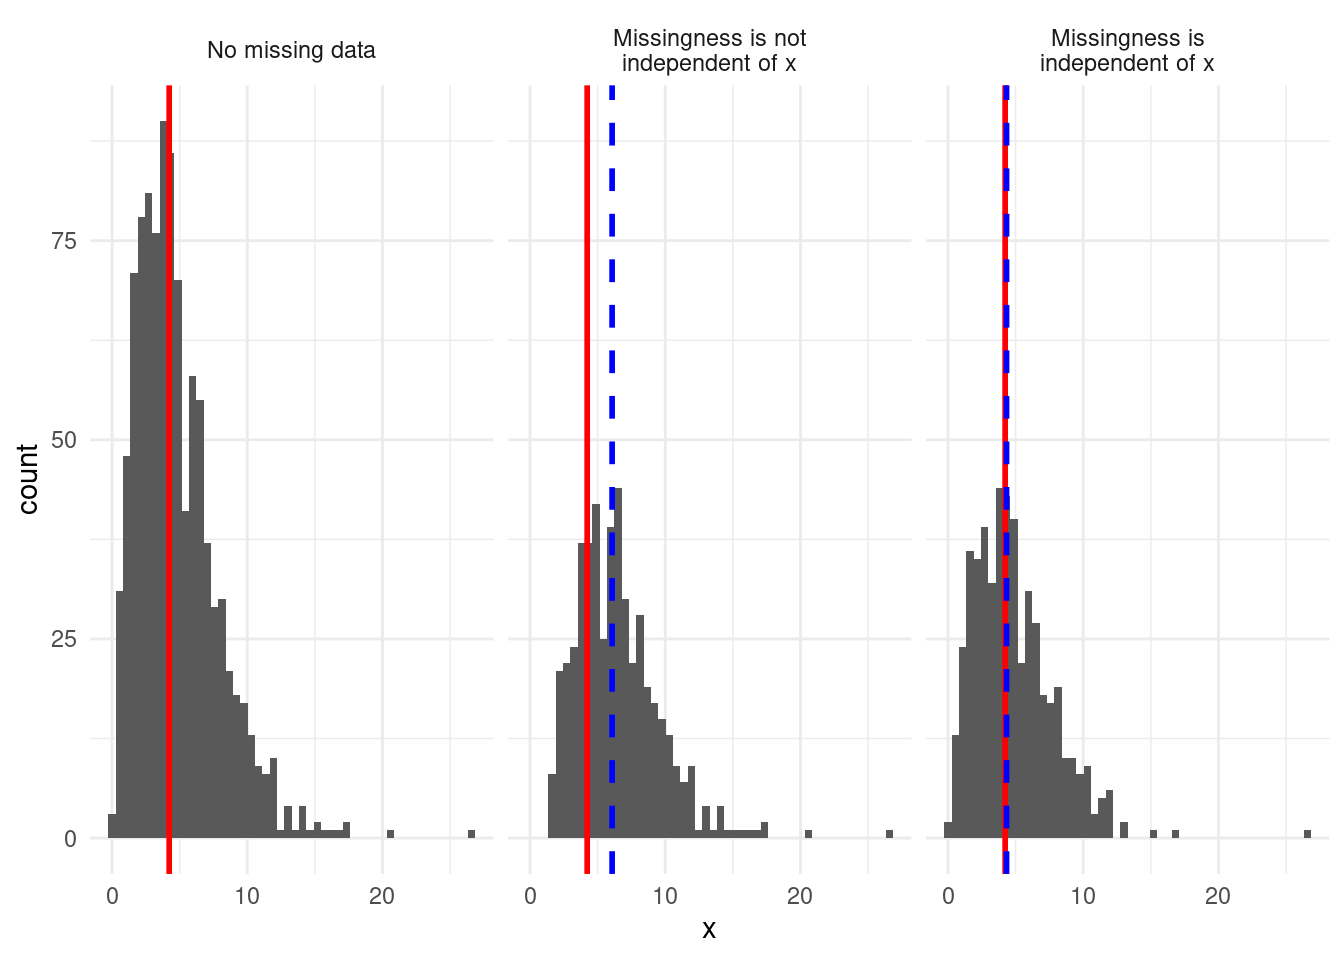 No missing data
Missingness is not
independent of x
Missingness is
independent of x
count
75
50
25
0
0 10 20
0 10 20
0 10 20
x